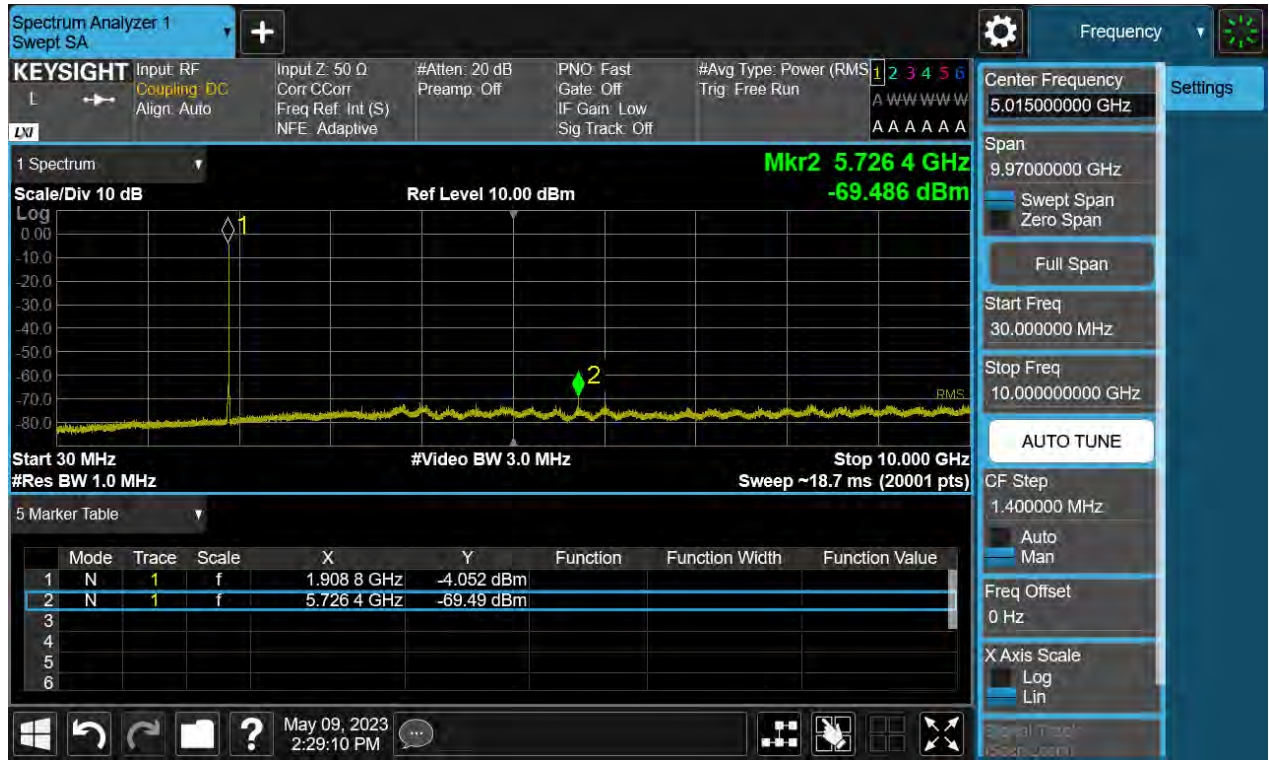 Spectrum Analyzer 1
Swept SA
Frequency
KEYSIGHT
L
LXI
Input: RF
Coupling: DC
Align: Auto
Input Z: 50 Ω
Corr CCorr
Freq Ref: Int (S)
NFE: Adaptive
#Atten: 20 dB
Preamp: Off
PNO: Fast
Gate: Off
IF Gain: Low
Sig Track: Off
#Avg Type: Power (RMS
Trig: Free Run
1 2 3 4 5 6
A W W W W W
A A A A A A
1 Spectrum
Mkr2 5.726 4 GHz
Scale/Div 10 dB
Ref Level 10.00 dBm
-69.486 dBm
Log
0.00
-10.0
-20.0
-30.0
-40.0
-50.0
-60.0
-70.0
-80.0
1
2
RMS
Start 30 MHz
#Video BW 3.0 MHz
Stop 10.000 GHz
#Res BW 1.0 MHz
Sweep ~18.7 ms (20001 pts)
5 Marker Table
Mode Trace Scale X Y Function Function Width Function Value
1 N 1 f 1.908 8 GHz -4.052 dBm
2 N 1 f 5.726 4 GHz -69.49 dBm
3
4
5
6
?
May 09, 2023
2:29:10 PM
Center Frequency
5.015000000 GHz
Span
9.97000000 GHz
Swept Span
Zero Span
Full Span
Start Freq
30.000000 MHz
Stop Freq
10.000000000 GHz
AUTO TUNE
CF Step
1.400000 MHz
Auto
Man
Freq Offset
0 Hz
X Axis Scale
Log
Lin
Settings